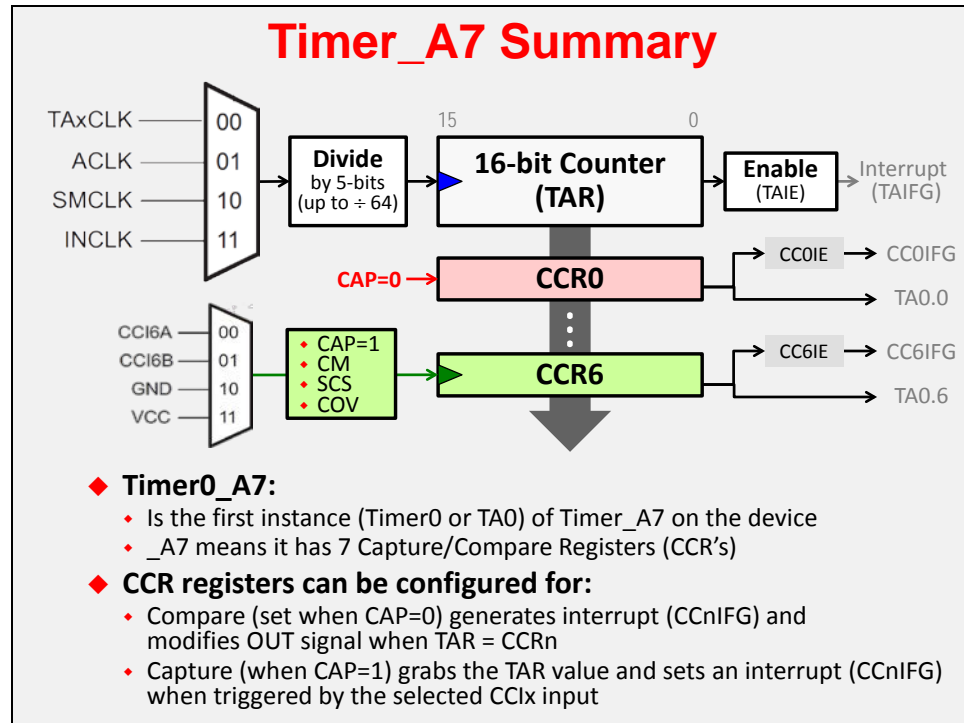 Timer_A7 Summary
TAxCLK
ACLK
SMCLK
INCLK
00
01
10
11
Divide
by 5-bits
(up to ÷ 64)
15
0
16-bit Counter
(TAR)
Enable
(TAIE)
Interrupt
(TAIFG)
CAP=0
CCR0
CC0IE
CC0IFG
TA0.0
CCI6A
CCI6B
GND
VCC
00
01
10
11
◆ CAP=1
◆ CM
◆ SCS
◆ COV
CCR6
CC6IE
CC6IFG
TA0.6
◆ Timer0_A7:
◆ Is the first instance (Timer0 or TA0) of Timer_A7 on the device
◆ _A7 means it has 7 Capture/Compare Registers (CCR's)
◆ CCR registers can be configured for:
◆ Compare (set when CAP=0) generates interrupt (CCnIFG) and
modifies OUT signal when TAR = CCRn
◆ Capture (when CAP=1) grabs the TAR value and sets an interrupt (CCnIFG)
when triggered by the selected CCIx input